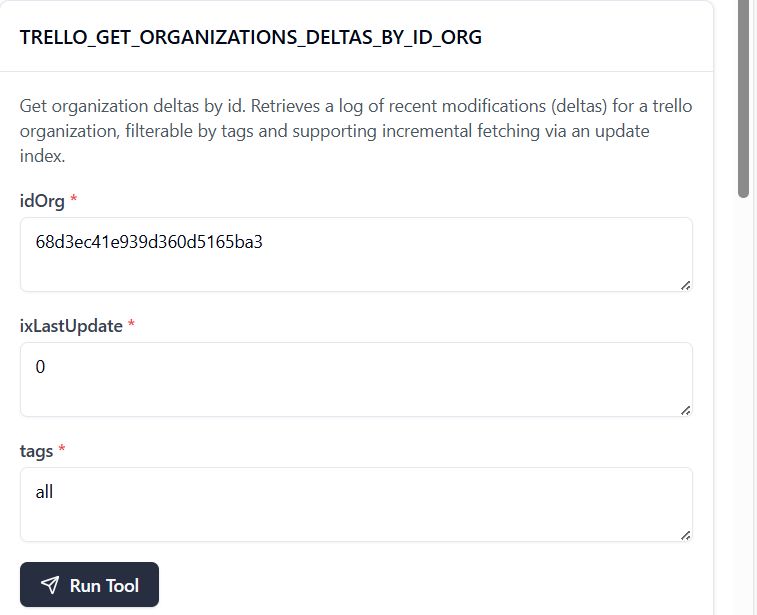 TRELLO_GET_ORGANIZATIONS_DELTAS_BY_ID_ORG
Get organization deltas by id. Retrieves a log of recent modifications (deltas) for a trello
organization, filterable by tags and supporting incremental fetching via an update
index.
idOrg *
68d3ec41e939d360d5165ba3
ixLastUpdate *
0
tags *
all
Run Tool